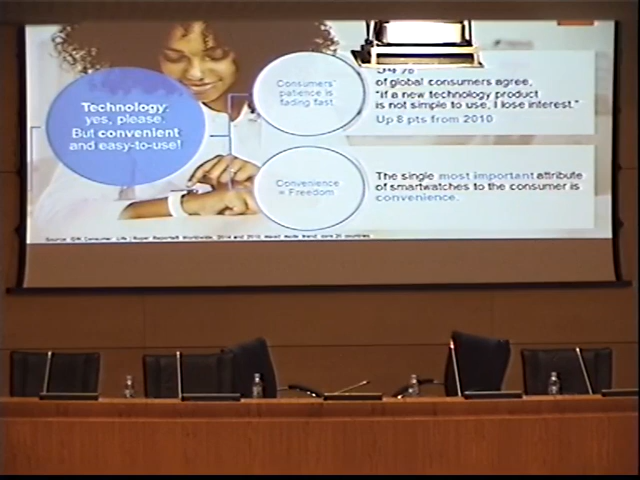 Technology,
yes, please.
But convenient
and easy-to-use!
Consumers'
patience is
fading fast
54%
of global consumers agree,
"If a new technology product
is not simple to use, I lose interest."
Up 8 pts from 2010
Convenience
= Freedom
The single most important attribute
of smartwatches to the consumer is
convenience.